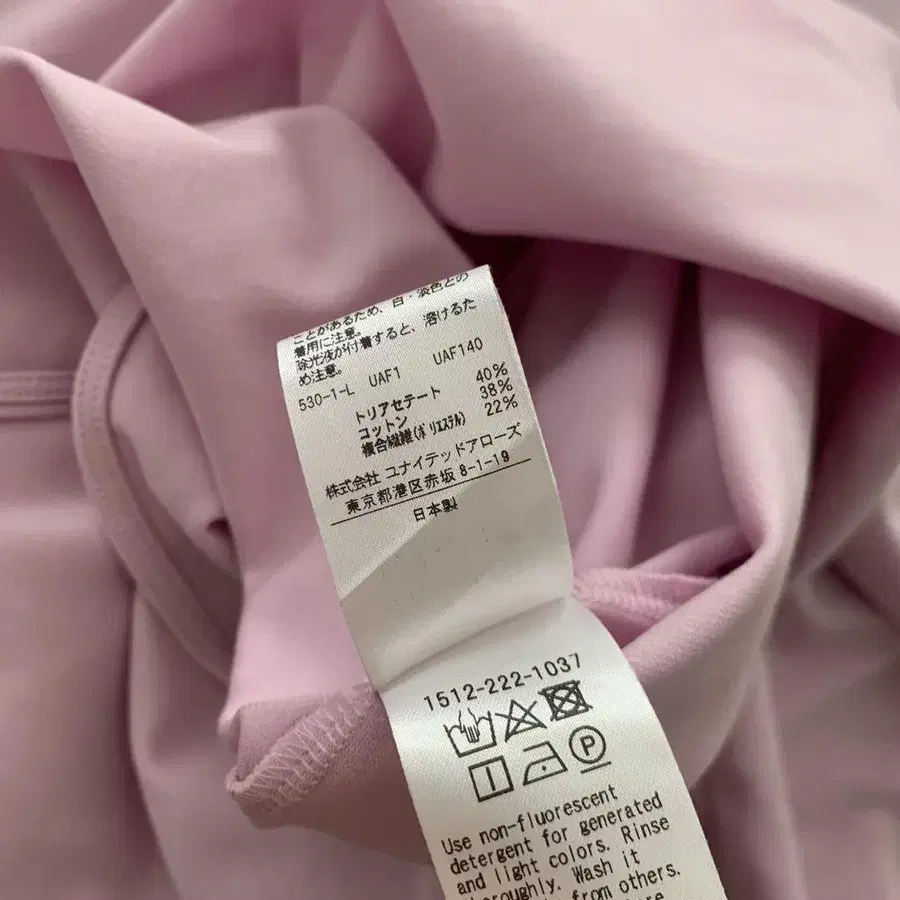 ことがあるため、白・淡色との
着用に注意。
除光液が付着すると、溶けるた
め注意。
530-1-L UAF1 UAF140
トリアセテート 40%
コットン 38%
複合繊維(ポリエステル) 22%
株式会社 ユナイテッドアローズ
東京都港区赤坂 8-1-19
日本製
1512-222-1037
P
Use non-fluorescent
detergent for generated
and light colors. Rinse
thoroughly. Wash it
from others.